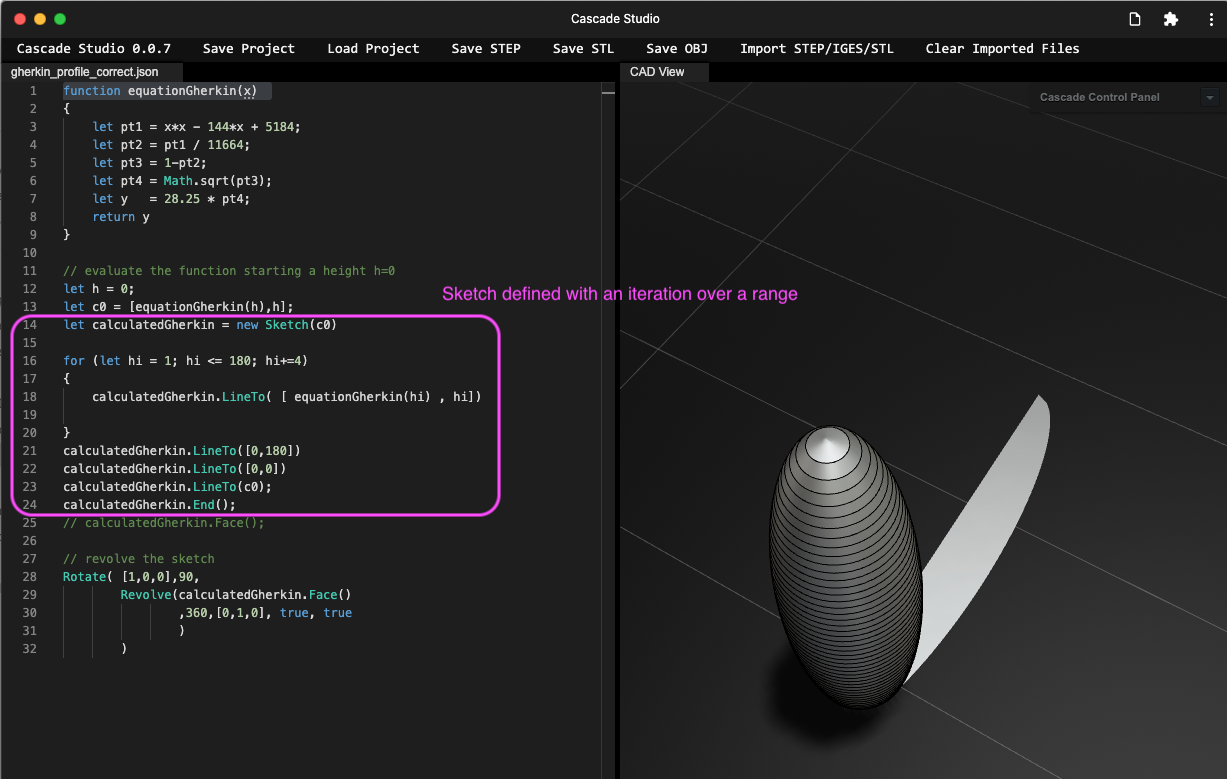 Cascade Studio
Cascade Studio 0.0.7 Save Project Load Project Save STEP Save STL Save OBJ Import STEP/IGES/STL Clear Imported Files
gherkin_profile_correct.json
CAD View
Cascade Control Panel
1 function equationGherkin(x)
2 {
3     let pt1 = x*x - 144*x + 5184;
4     let pt2 = pt1 / 11664;
5     let pt3 = 1-pt2;
6     let pt4 = Math.sqrt(pt3);
7     let y   = 28.25 * pt4;
8     return y
9 }
10
11 // evaluate the function starting a height h=0
12 let h = 0;
13 let c0 = [equationGherkin(h),h];
Sketch defined with an iteration over a range
14 let calculatedGherkin = new Sketch(c0)
15
16 for (let hi = 1; hi <= 180; hi+=4)
17 {
18     calculatedGherkin.LineTo( [ equationGherkin(hi) , hi])
19
20 }
21 calculatedGherkin.LineTo([0,180])
22 calculatedGherkin.LineTo([0,0])
23 calculatedGherkin.LineTo(c0);
24 calculatedGherkin.End();
25 // calculatedGherkin.Face();
26
27 // revolve the sketch
28 Rotate( [1,0,0],90,
29         Revolve(calculatedGherkin.Face()
30                 ,360,[0,1,0], true, true
31                 )
32         )